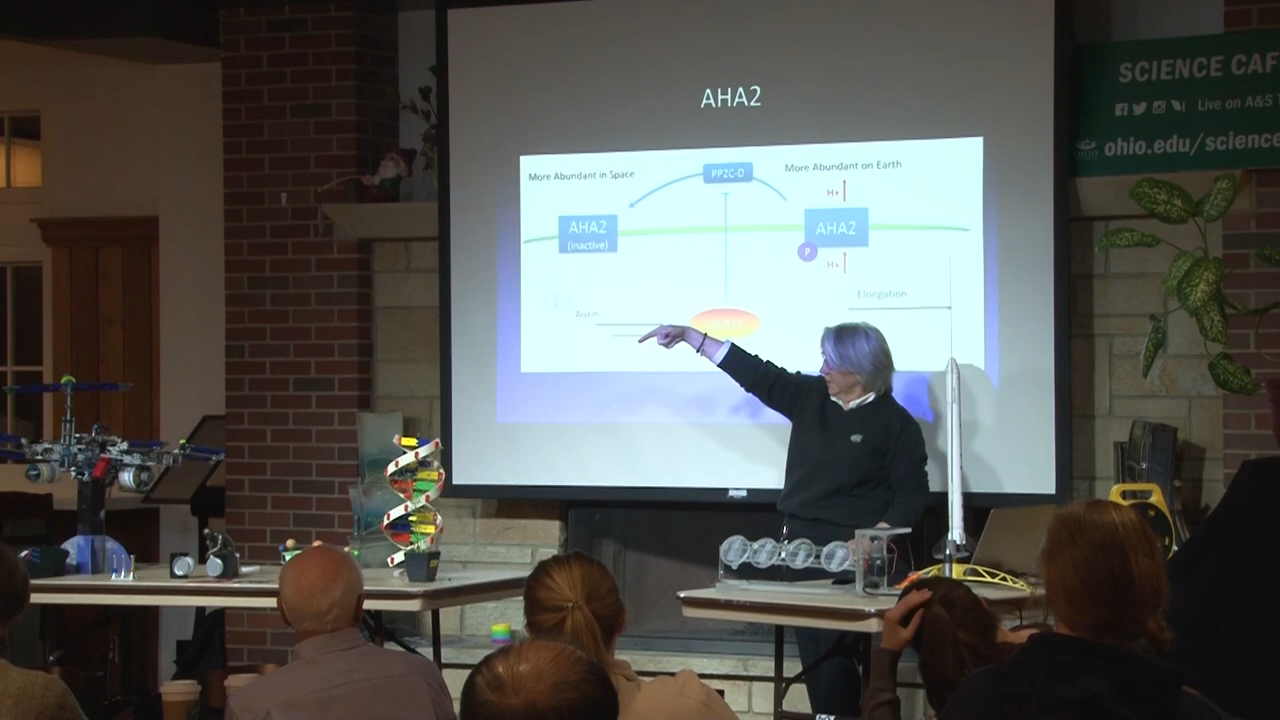 AHA2
More Abundant in Space
PP2C-D
More Abundant on Earth
H+
AHA2
(inactive)
AHA2
P
H+
Auxin
Elongation
SCIENCE CAF
Live on A&S
ohio.edu/science